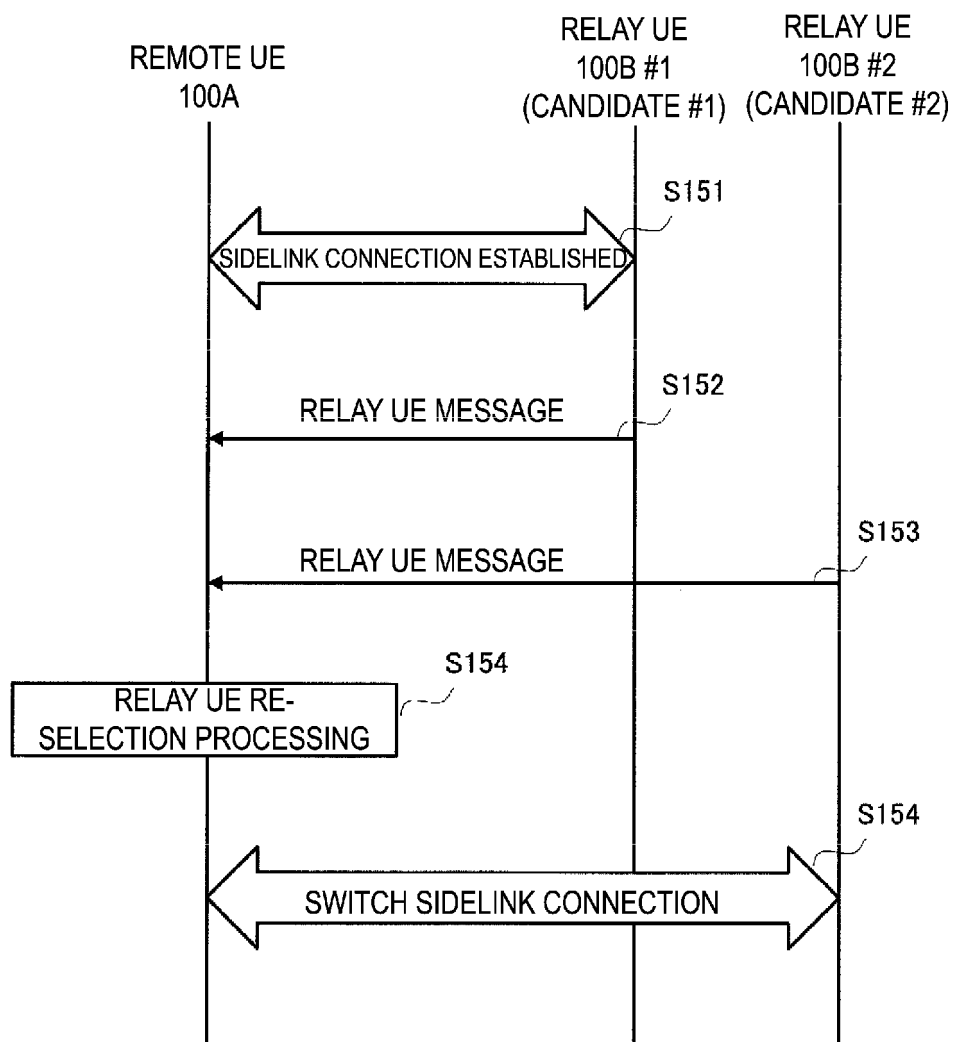 REMOTE UE
100A
RELAY UE
100B #1
(CANDIDATE #1)
RELAY UE
100B #2
(CANDIDATE #2)
S151
SIDELINK CONNECTION ESTABLISHED
S152
RELAY UE MESSAGE
S153
RELAY UE MESSAGE
S154
RELAY UE RE-
SELECTION PROCESSING
S154
SWITCH SIDELINK CONNECTION